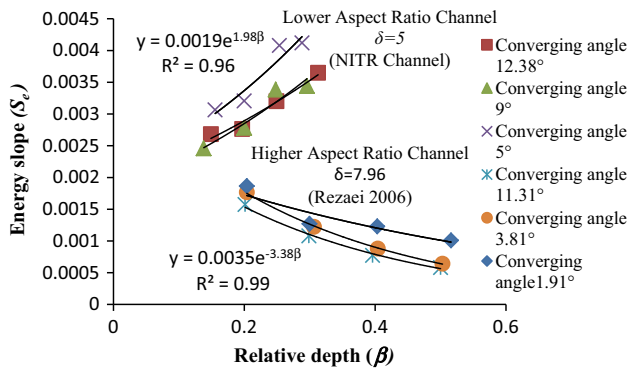 0.0045
0.004
0.0035
0.003
0.0025
0.002
0.0015
0.001
0.0005
0
Energy slope (Sₑ)
y = 0.0019e^1.98β
R² = 0.96
Lower Aspect Ratio Channel
δ=5
(NITR Channel)
Higher Aspect Ratio Channel
δ=7.96
(Rezaei 2006)
y = 0.0035e^-3.38β
R² = 0.99
0
0.2
0.4
0.6
Relative depth (β)
Converging angle
12.38°
Converging angle
9°
Converging angle
5°
Converging angle
11.31°
Converging angle
3.81°
Converging
angle1.91°